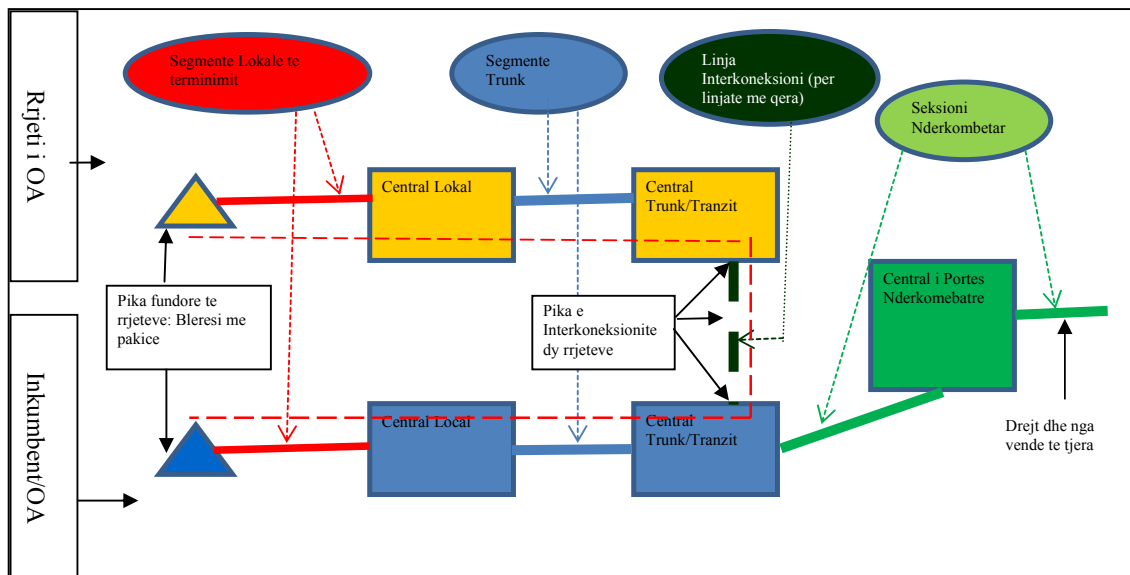 Rrjeti i OA
Inkumbent/OA
Segmente Lokale te
terminimit
Segmente
Trunk
Linja
Interkoneksioni (per
linjate me qera)
Seksioni
Nderkombetar
Central Lokal
Central
Trunk/Tranzit
Central i Portes
Nderkomebatre
Pika fundore te
rrjeteve: Bleresi me
pakice
Pika e
Interkoneksionite
dy rrjeteve
Central Local
Central
Trunk/Tranzit
Drejt dhe nga
vende te tjera